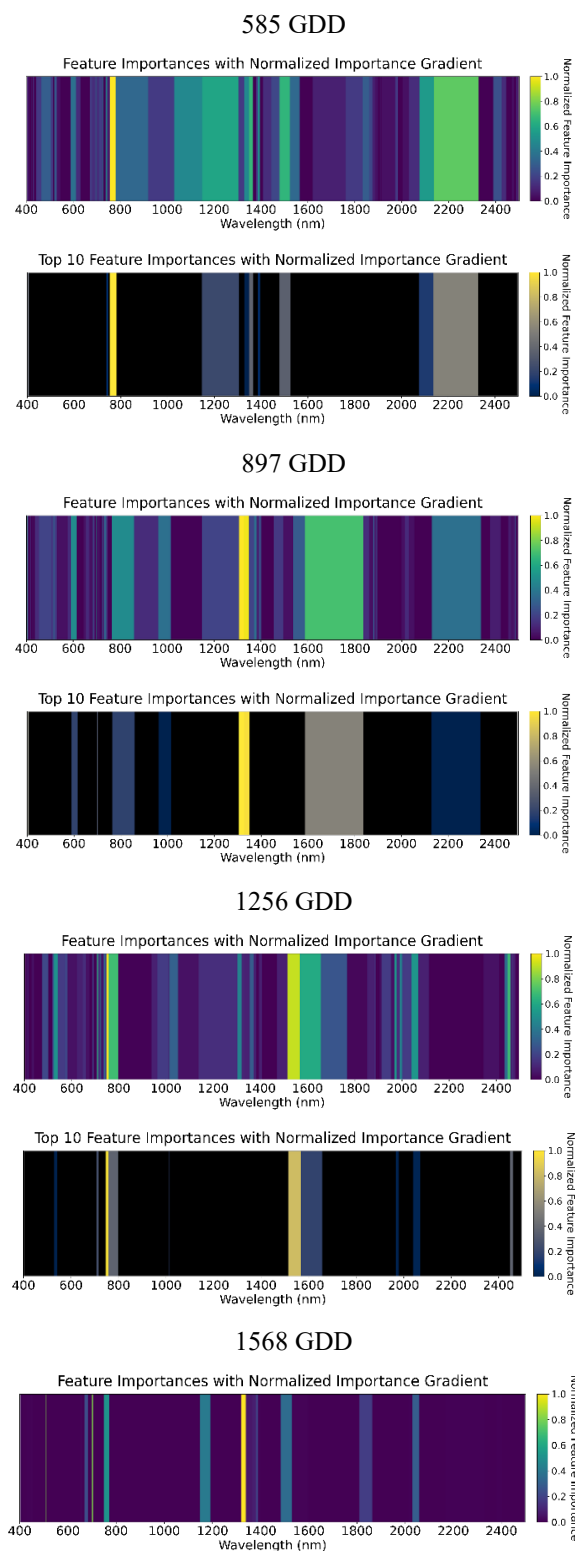 585 GDD
Feature Importances with Normalized Importance Gradient
1.0
0.8
0.6
0.4
0.2
0.0
Normalized Feature Importance
400 600 800 1000 1200 1400 1600 1800 2000 2200 2400
Wavelength (nm)
Top 10 Feature Importances with Normalized Importance Gradient
1.0
0.8
0.6
0.4
0.2
0.0
Normalized Feature Importance
400 600 800 1000 1200 1400 1600 1800 2000 2200 2400
Wavelength (nm)
897 GDD
Feature Importances with Normalized Importance Gradient
1.0
0.8
0.6
0.4
0.2
0.0
Normalized Feature Importance
400 600 800 1000 1200 1400 1600 1800 2000 2200 2400
Wavelength (nm)
Top 10 Feature Importances with Normalized Importance Gradient
1.0
0.8
0.6
0.4
0.2
0.0
Normalized Feature Importance
400 600 800 1000 1200 1400 1600 1800 2000 2200 2400
Wavelength (nm)
1256 GDD
Feature Importances with Normalized Importance Gradient
1.0
0.8
0.6
0.4
0.2
0.0
Normalized Feature Importance
400 600 800 1000 1200 1400 1600 1800 2000 2200 2400
Wavelength (nm)
Top 10 Feature Importances with Normalized Importance Gradient
1.0
0.8
0.6
0.4
0.2
0.0
Normalized Feature Importance
400 600 800 1000 1200 1400 1600 1800 2000 2200 2400
Wavelength (nm)
1568 GDD
Feature Importances with Normalized Importance Gradient
1.0
0.8
0.6
0.4
0.2
0.0
Normalized Feature Importance
400 600 800 1000 1200 1400 1600 1800 2000 2200 2400
Wavelength (nm)